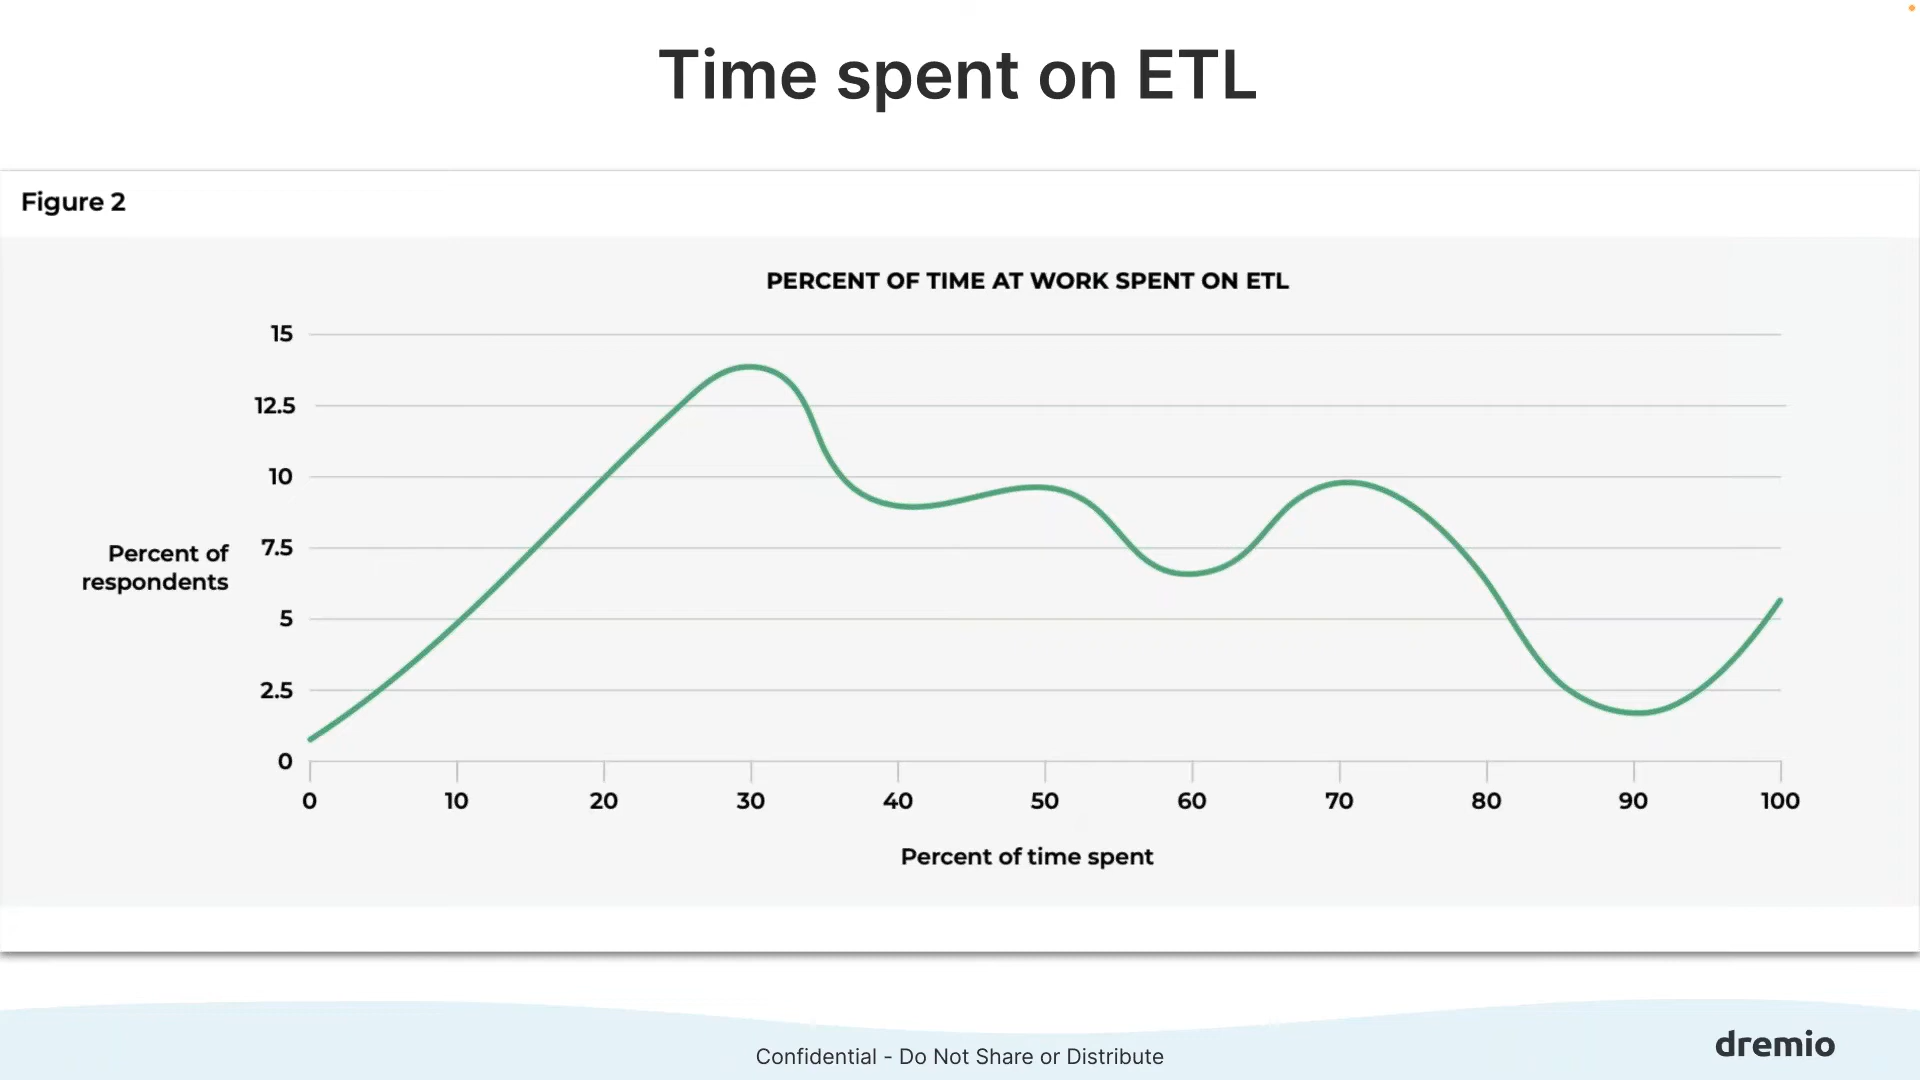 Time spent on ETL
Figure 2
PERCENT OF TIME AT WORK SPENT ON ETL
15
12.5
10
7.5
5
2.5
0
Percent of
respondents
0 10 20 30 40 50 60 70 80 90 100
Percent of time spent
Confidential - Do Not Share or Distribute
dremio